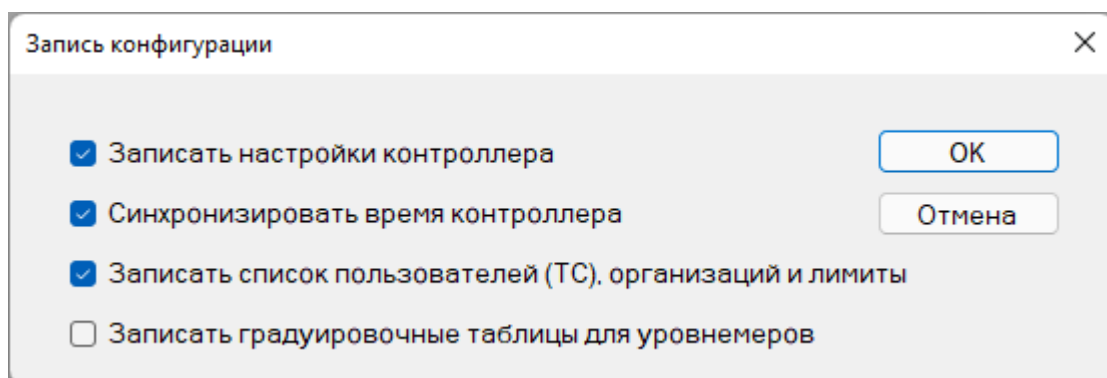 Запись конфигурации
Записать настройки контроллера
OK
Синхронизировать время контроллера
Отмена
Записать список пользователей (ТС), организаций и лимиты
Записать градуировочные таблицы для уровнемеров